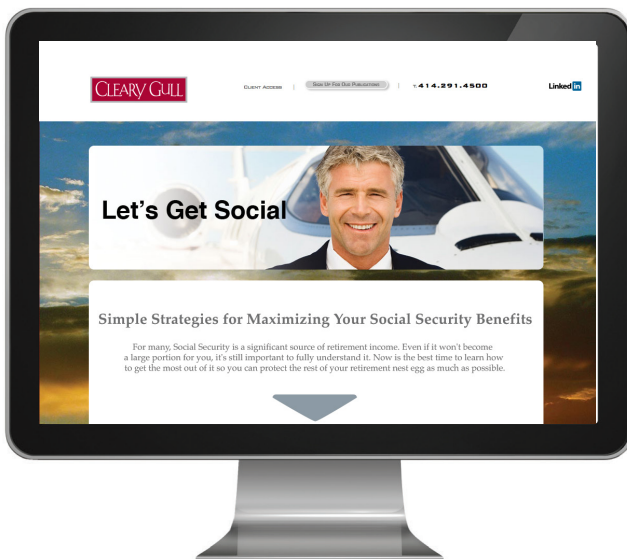 CLEARY GULL
CLIENT ACCESS | SIGN UP FOR OUR PUBLICATIONS | T: 414.291.4500
Linked in
Let's Get Social
Simple Strategies for Maximizing Your Social Security Benefits
For many, Social Security is a significant source of retirement income. Even if it won't become
a large portion for you, it's still important to fully understand it. Now is the best time to learn how
to get the most out of it so you can protect the rest of your retirement nest egg as much as possible.